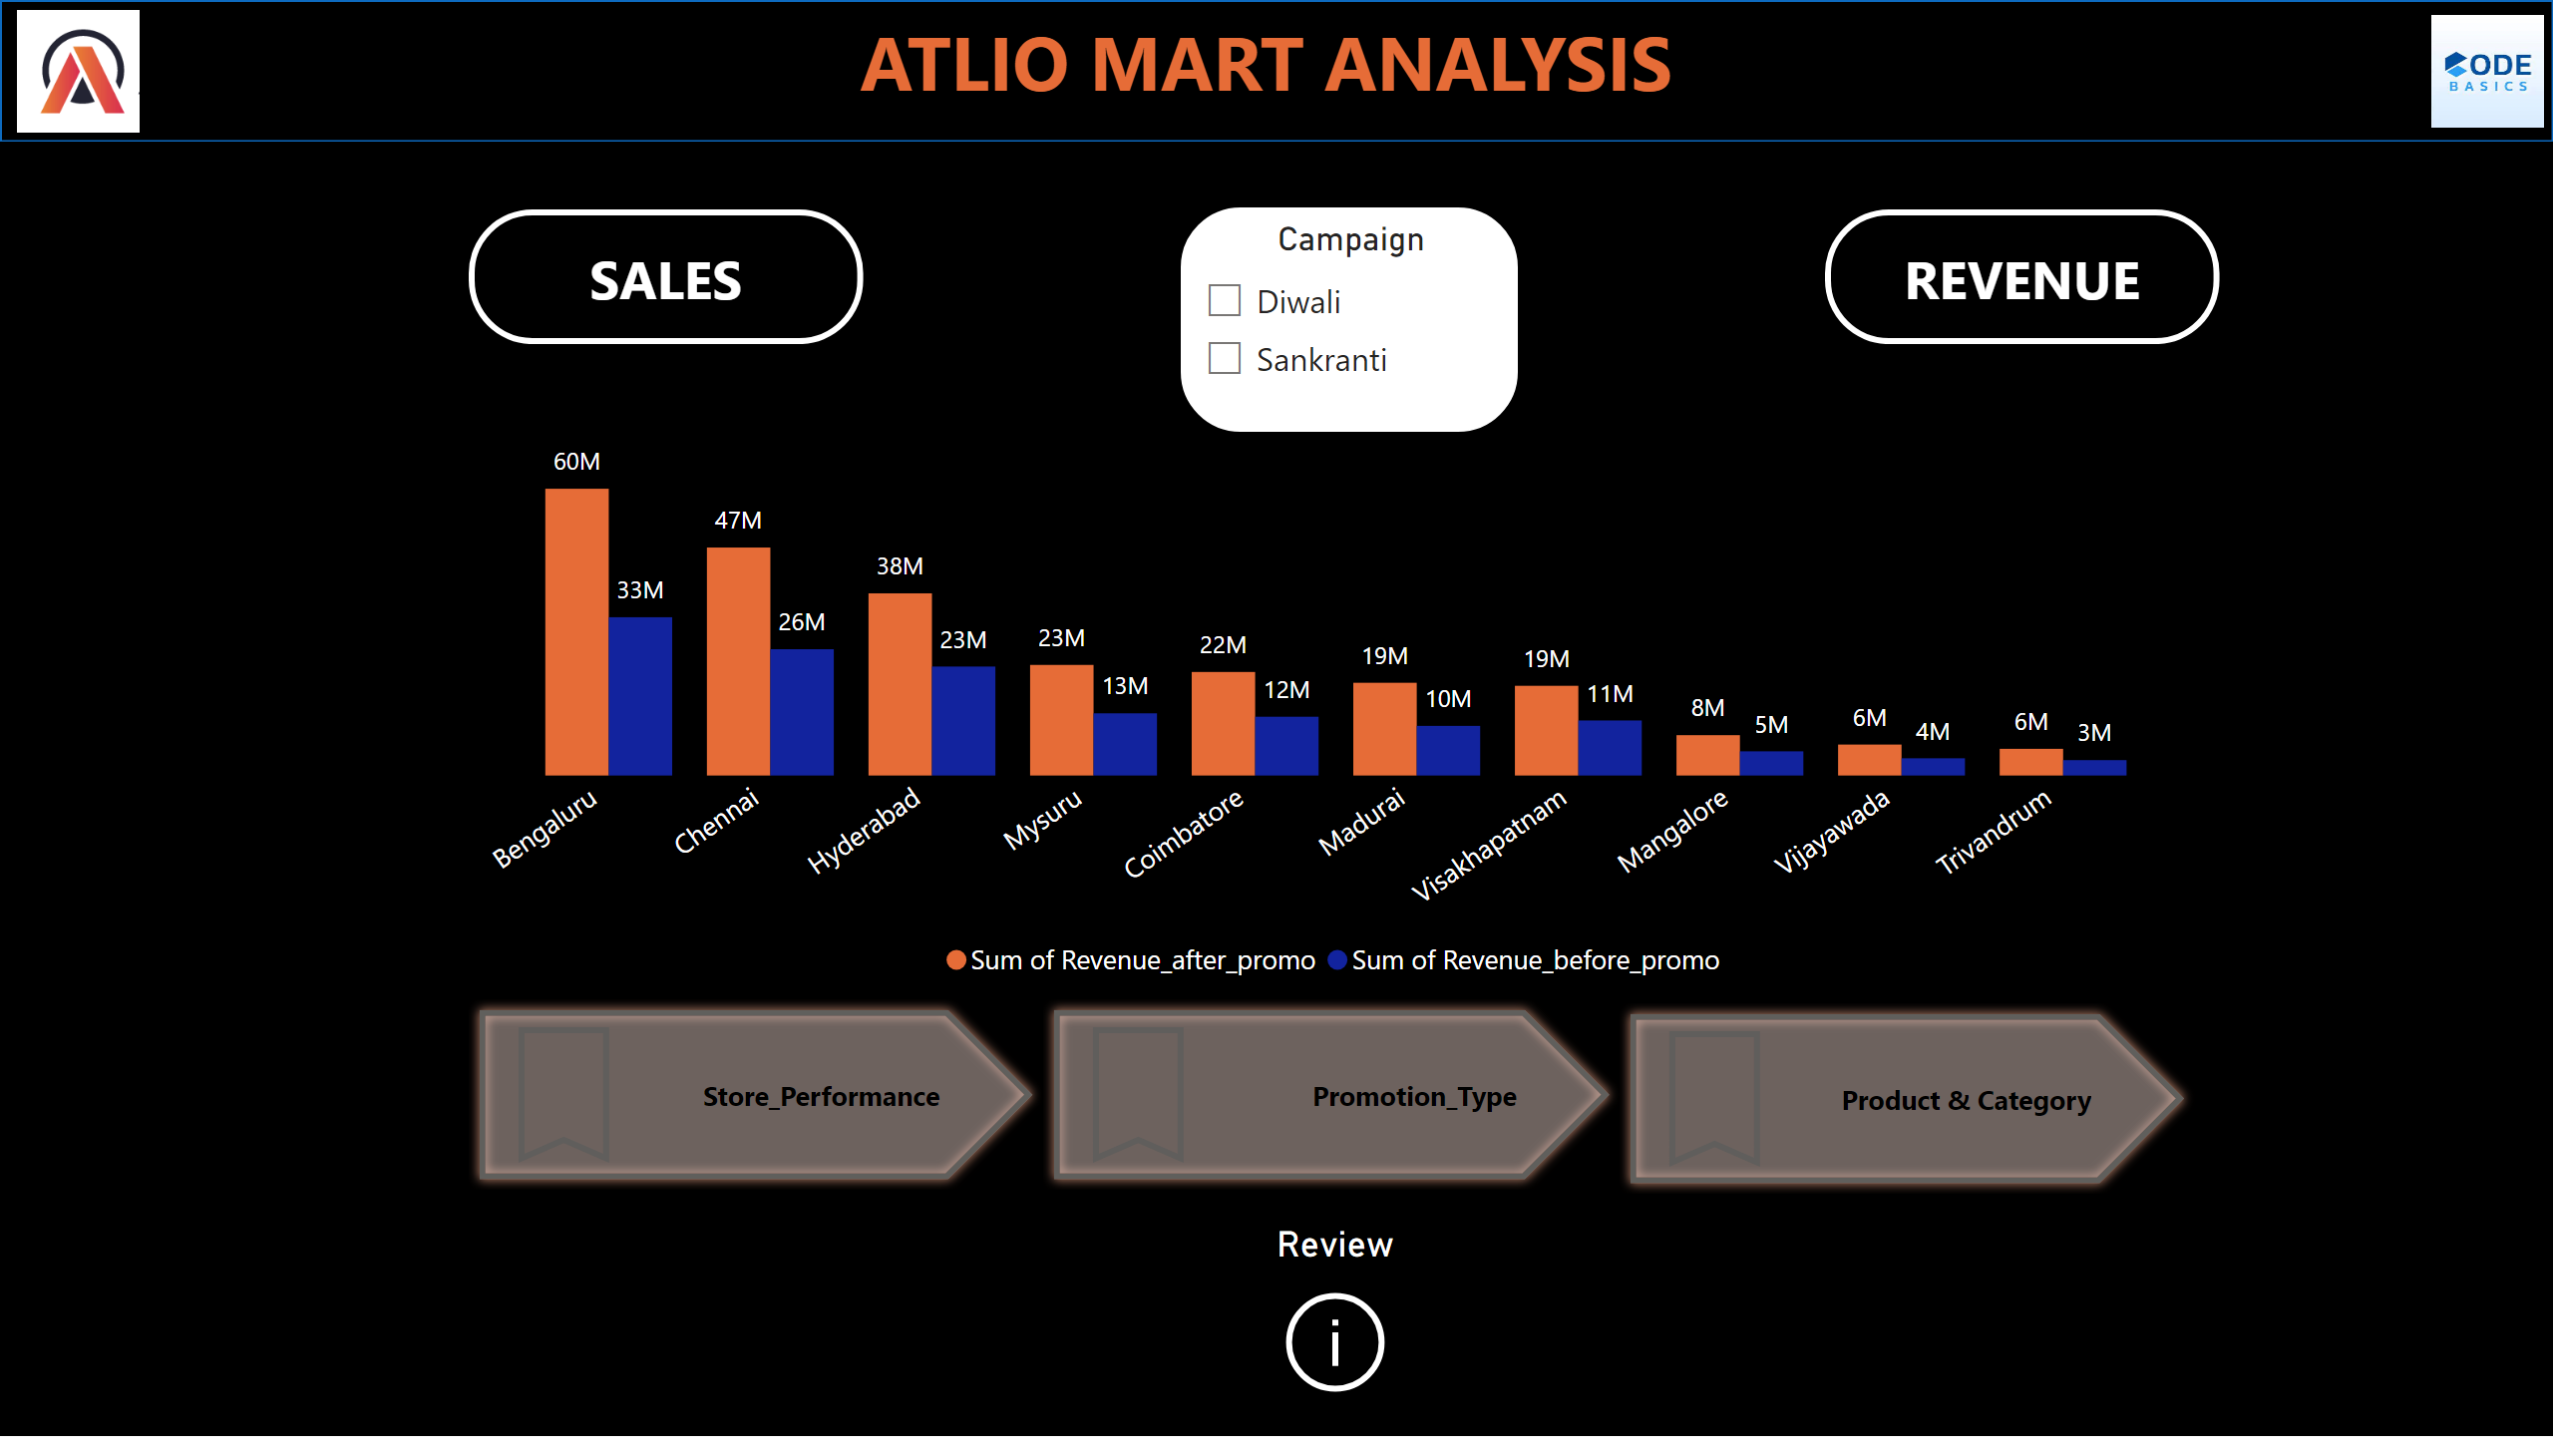 ATLIO MART ANALYSIS
CODE
BASICS
SALES
Campaign
Diwali
Sankranti
REVENUE
60M
33M
47M
26M
38M
23M
23M
13M
22M
12M
19M
10M
19M
11M
8M
5M
6M
4M
6M
3M
Bengaluru
Chennai
Hyderabad
Mysuru
Coimbatore
Madurai
Visakhapatnam
Mangalore
Vijayawada
Trivandrum
Sum of Revenue_after_promo Sum of Revenue_before_promo
Store_Performance
Promotion_Type
Product & Category
Review
i